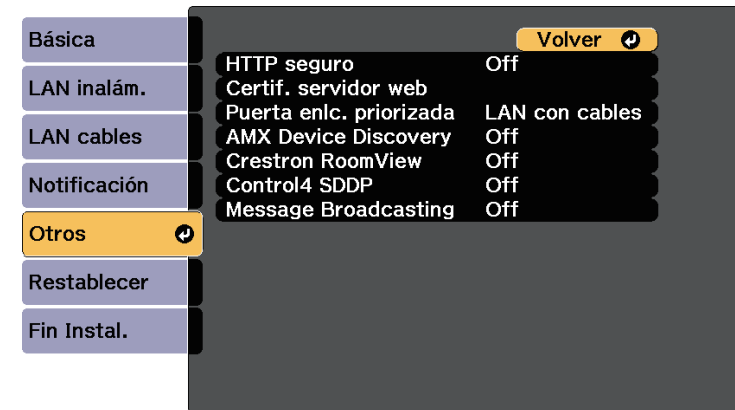 Básica
LAN inalám.
LAN cables
Notificación
Otros
Restablecer
Fin Instal.
Volver
HTTP seguro Off
Certif. servidor web
Puerta enlc. priorizada LAN con cables
AMX Device Discovery Off
Crestron RoomView Off
Control4 SDDP Off
Message Broadcasting Off